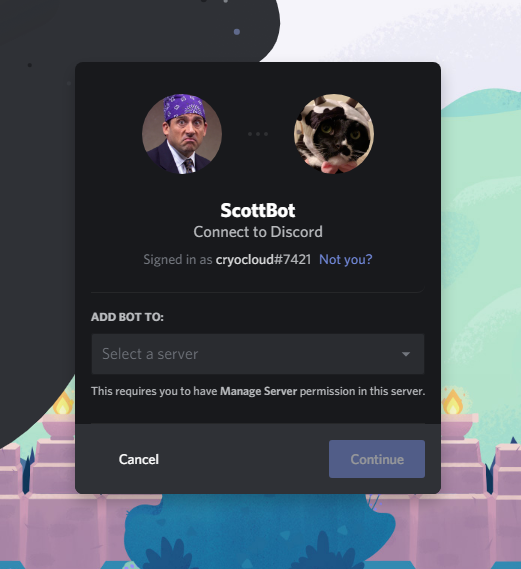 ScottBot
Connect to Discord
Signed in as cryocloud#7421 Not you?
ADD BOT TO:
Select a server
This requires you to have Manage Server permission in this server.
Cancel
Continue